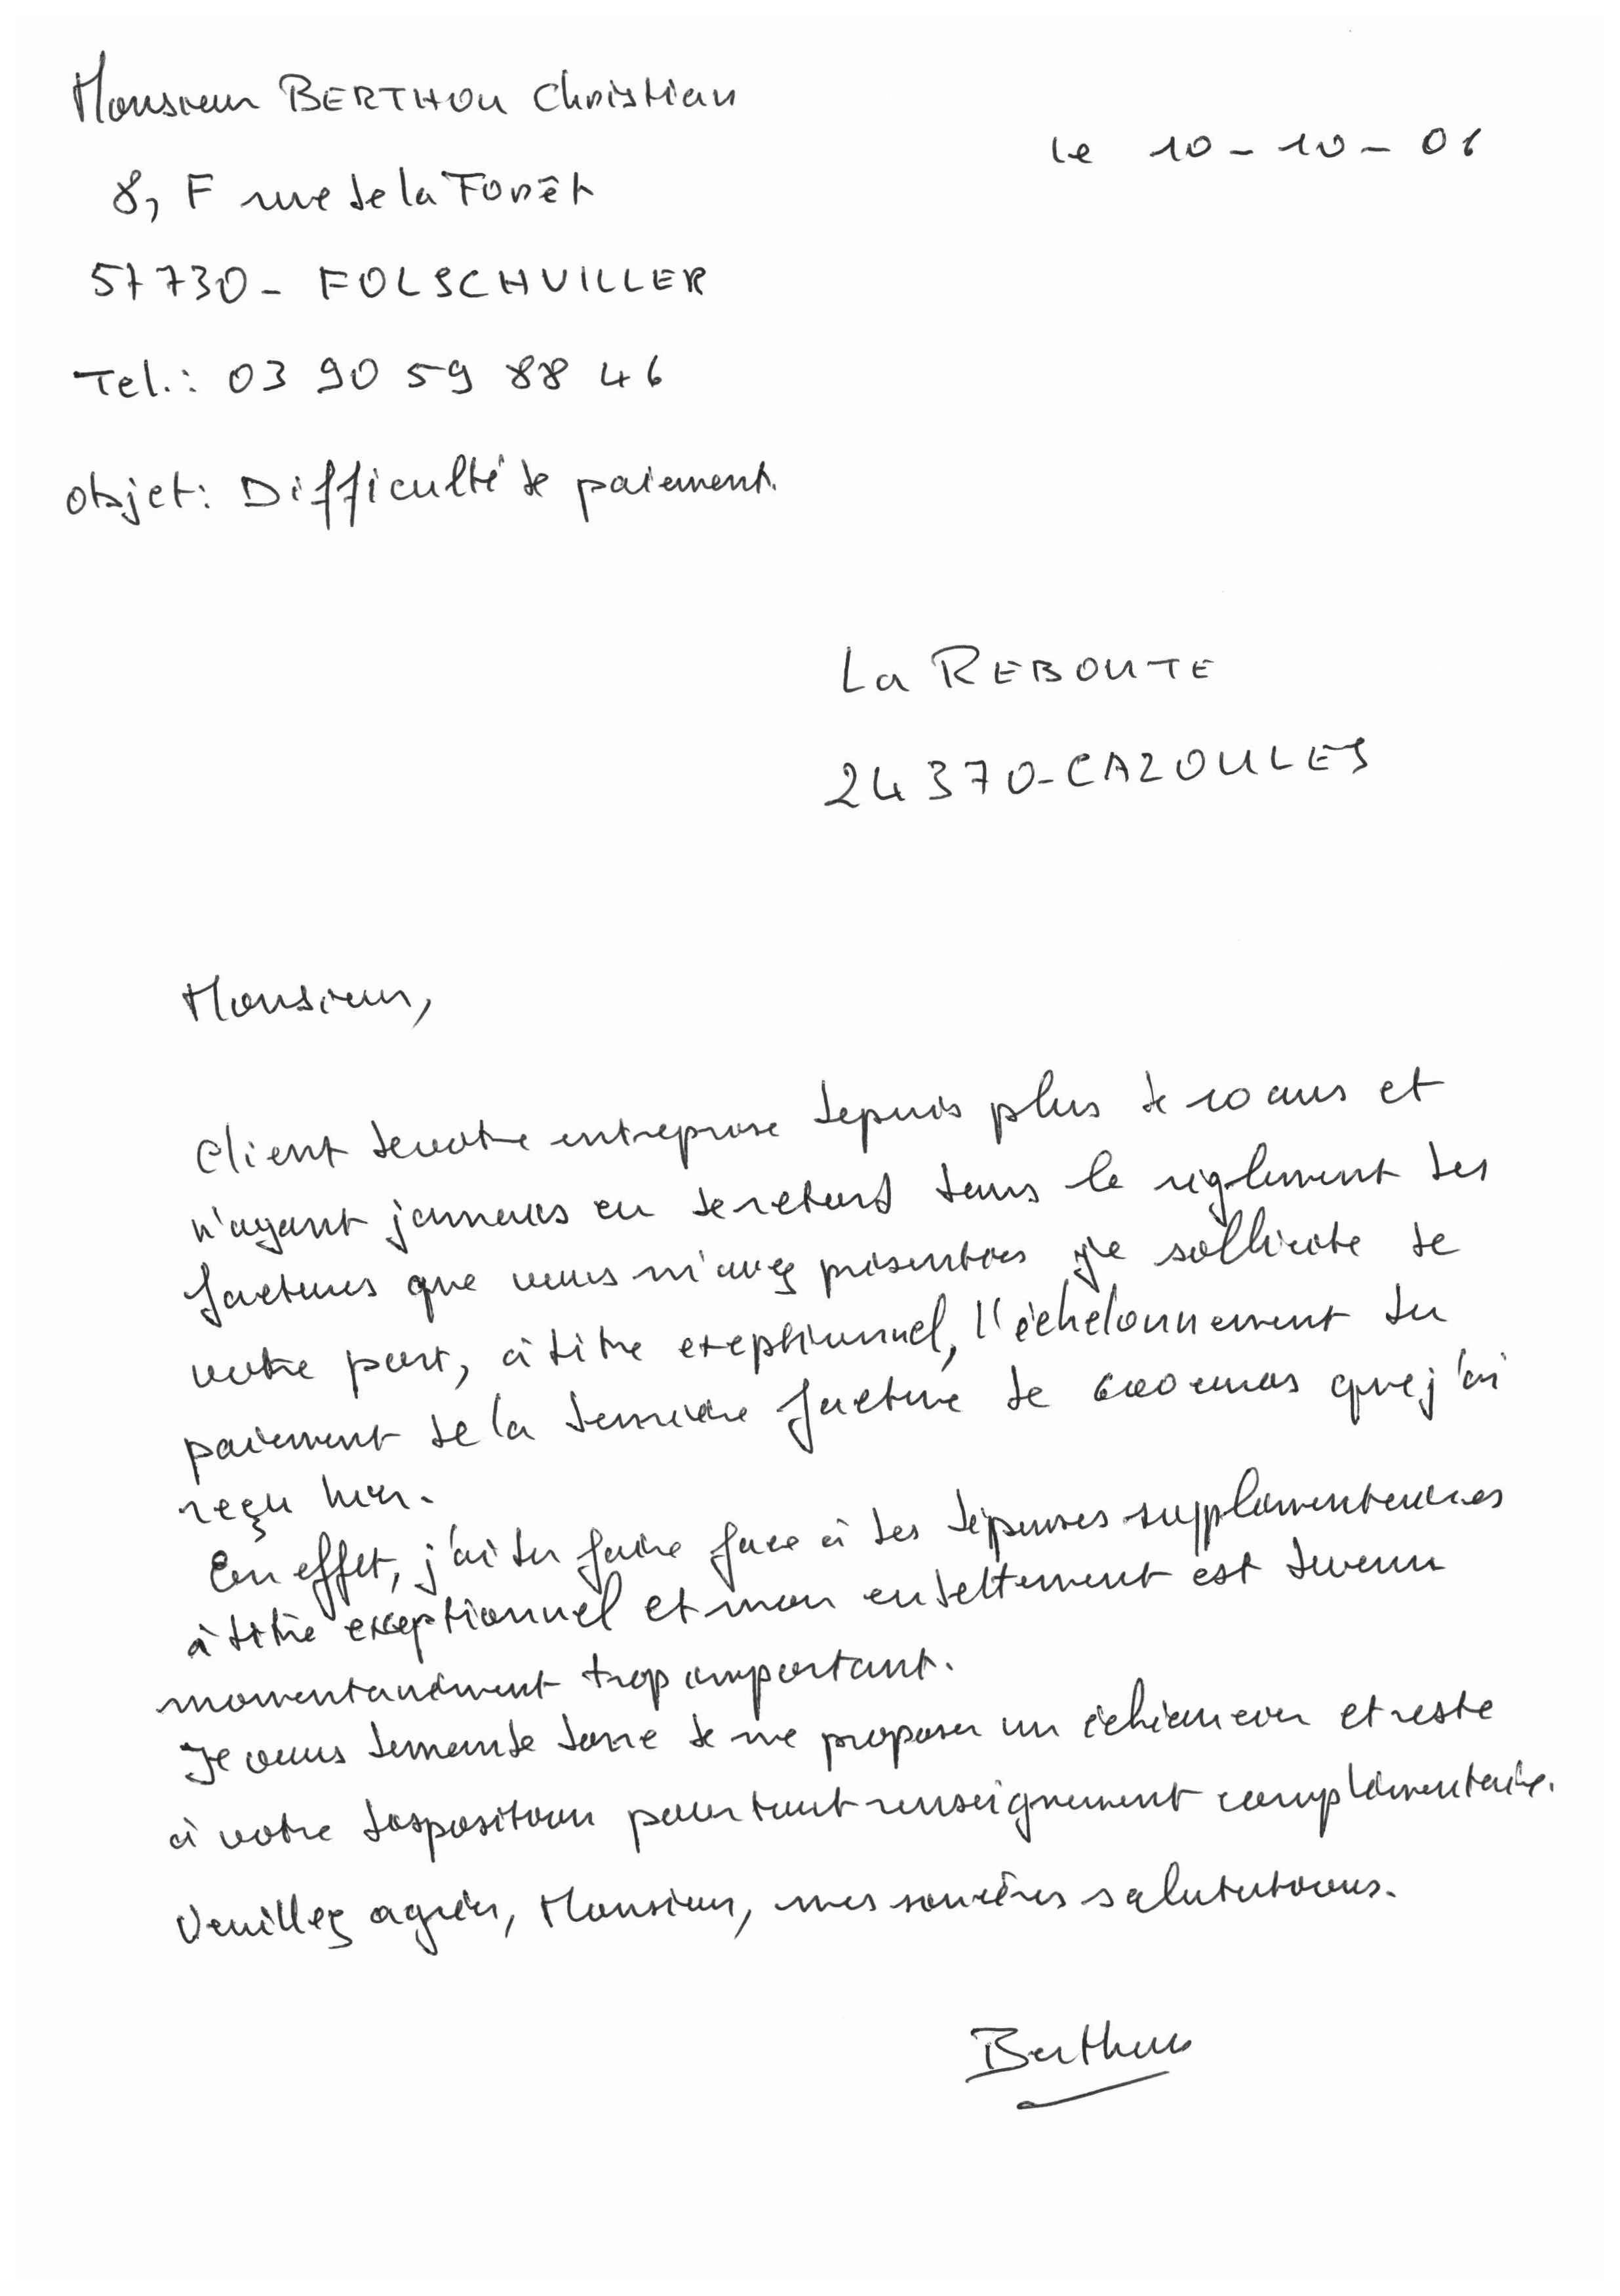 Monsieur BERTHOU Christian
le 10-10-06
8, F rue de la Forêt
57730 - FOLSCHVILLER
Tel.: 03 90 59 88 46
objet: Difficulté de paiement.
La REBOUTE
24370-CAZOULES
Monsieur,
Client de votre entreprise depuis plus de 10 ans et
n'ayant jamais eu de retard dans le règlement des
factures que vous m'avez présentées je sollicite de
votre part, à titre exeptionnel, l'échelonnement du
paiement de la dernière facture de 600 euros que j'ai
reçu hier.
En effet, j'ai du faire face à des dépenses supplémentaires
à titre exceptionnel et mon endettement est devenu
momentanément trop important.
Je vous demande donc de me proposer un échéancier et reste
à votre disposition pour tout renseignement complémentaire.
Veuillez agréer, Monsieur, mes sincères salutations.
Berthou